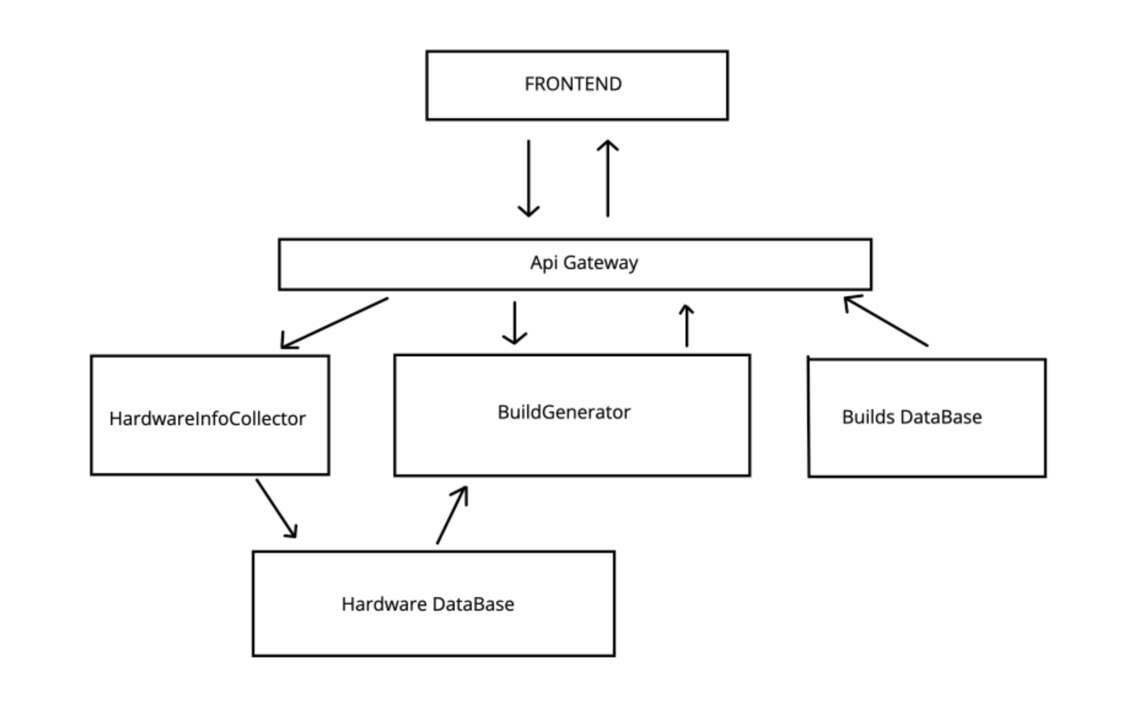 FRONTEND
Api Gateway
HardwareInfoCollector
BuildGenerator
Builds DataBase
Hardware DataBase